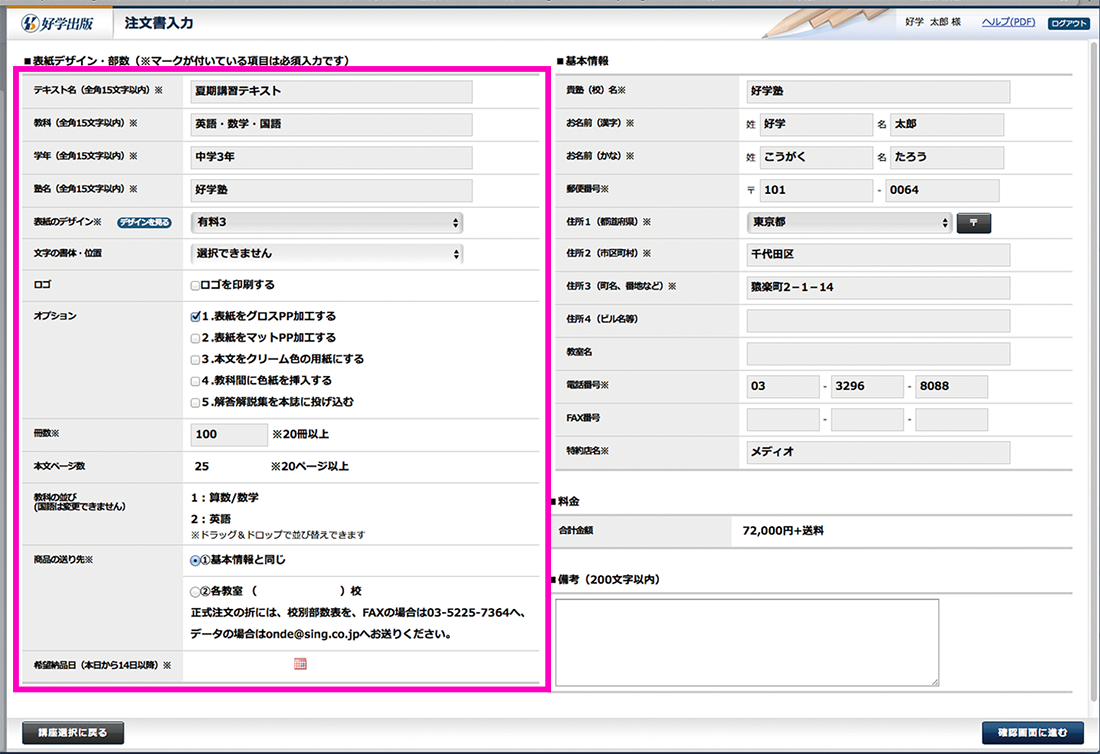 好学出版
注文書入力
好学 太郎 様
ヘルプ(PDF)
ログアウト
■表紙デザイン・部数（※マークが付いている項目は必須入力です）
テキスト名（全角15文字以内）※
夏期講習テキスト
教科（全角15文字以内）※
英語・数学・国語
学年（全角15文字以内）※
中学3年
塾名（全角15文字以内）※
好学塾
表紙のデザイン※ デザインを見る
有料3
文字の書体・位置
選択できません
ロゴ
ロゴを印刷する
オプション
1.表紙をグロスPP加工する
2.表紙をマットPP加工する
3.本文をクリーム色の用紙にする
4.教科間に色紙を挿入する
5.解答解説集を本誌に投げ込む
冊数※
100 ※20冊以上
本文ページ数
25 ※20ページ以上
教科の並び
(国語は変更できません)
1：算数/数学
2：英語
※ドラッグ＆ドロップで並び替えできます
商品の送り先※
①基本情報と同じ
②各教室（ ）校
正式注文の折には、校別部数表を、FAXの場合は03-5225-7364へ、
データの場合はonde@sing.co.jpへお送りください。
希望納品日（本日から14日以降）※
■基本情報
貴塾（校）名※
好学塾
お名前（漢字）※
姓 好学 名 太郎
お名前（かな）※
姓 こうがく 名 たろう
郵便番号※
〒 101 - 0064
住所1（都道府県）※
東京都 〒
住所2（市区町村）※
千代田区
住所3（町名、番地など）※
猿楽町2－1－14
住所4（ビル名等）
教室名
電話番号※
03 - 3296 - 8088
FAX番号
- -
特約店名※
メディオ
■料金
合計金額
72,000円+送料
■備考（200文字以内）
講座選択に戻る
確認画面に進む